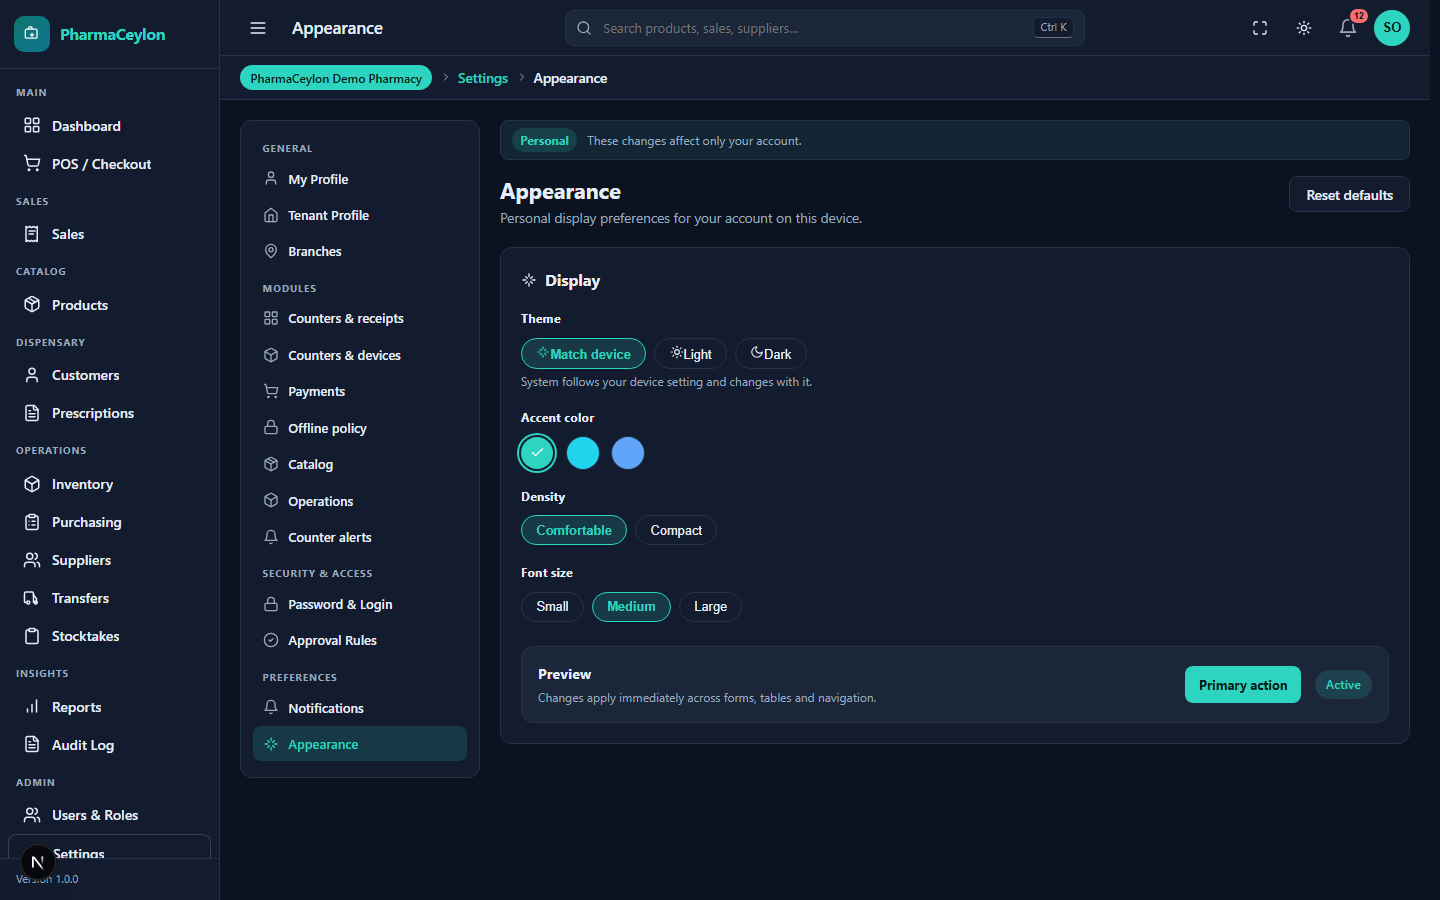 PharmaCeylon
MAIN
Dashboard
POS / Checkout
SALES
Sales
CATALOG
Products
DISPENSARY
Customers
Prescriptions
OPERATIONS
Inventory
Purchasing
Suppliers
Transfers
Stocktakes
INSIGHTS
Reports
Audit Log
ADMIN
Users & Roles
Settings
N
Version 1.0.0
Appearance
Search products, sales, suppliers...
Ctrl K
12
SO
PharmaCeylon Demo Pharmacy > Settings > Appearance
GENERAL
My Profile
Tenant Profile
Branches
MODULES
Counters & receipts
Counters & devices
Payments
Offline policy
Catalog
Operations
Counter alerts
SECURITY & ACCESS
Password & Login
Approval Rules
PREFERENCES
Notifications
Appearance
Personal These changes affect only your account.
Appearance
Personal display preferences for your account on this device.
Reset defaults
Display
Theme
Match device Light Dark
System follows your device setting and changes with it.
Accent color
Density
Comfortable Compact
Font size
Small Medium Large
Preview
Changes apply immediately across forms, tables and navigation.
Primary action Active